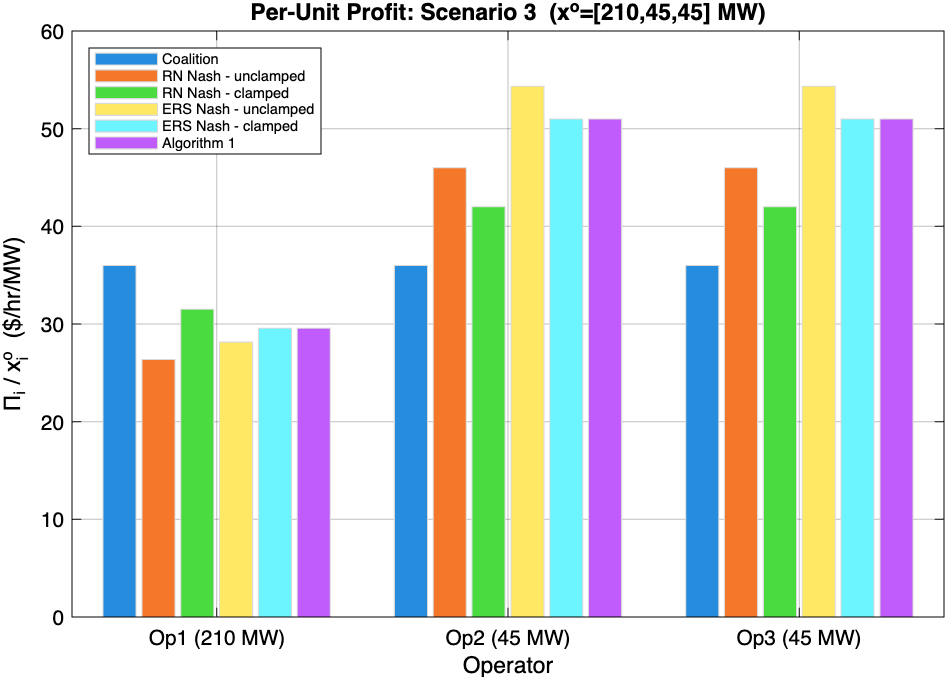 Per-Unit Profit: Scenario 3 (xº=[210,45,45] MW)
60
50
40
30
20
10
0
Πi / xiº ($/hr/MW)
Coalition
RN Nash - unclamped
RN Nash - clamped
ERS Nash - unclamped
ERS Nash - clamped
Algorithm 1
Op1 (210 MW)
Op2 (45 MW)
Op3 (45 MW)
Operator